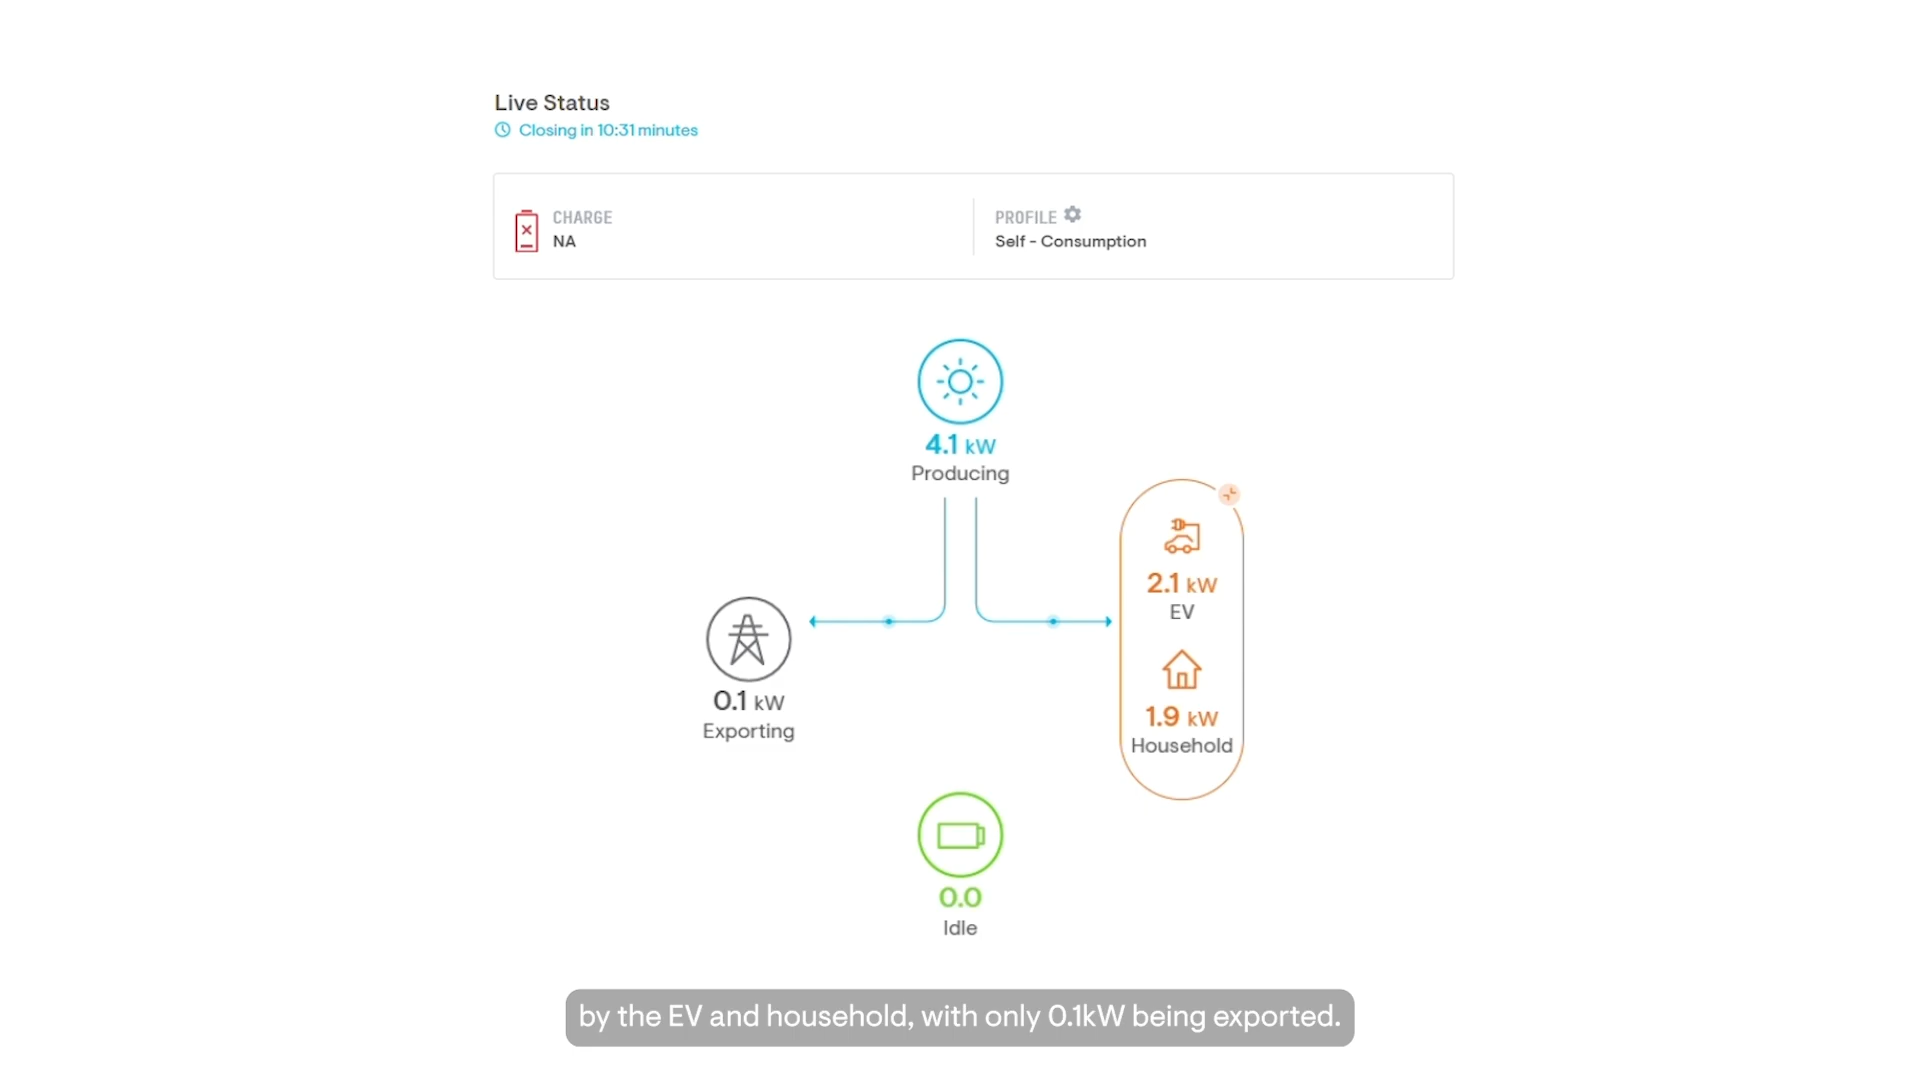 Live Status
Closing in 10:31 minutes
CHARGE
NA
PROFILE
Self - Consumption
4.1 kW
Producing
2.1 kW
EV
0.1 kW
Exporting
1.9 kW
Household
0.0
Idle
by the EV and household, with only 0.1kW being exported.